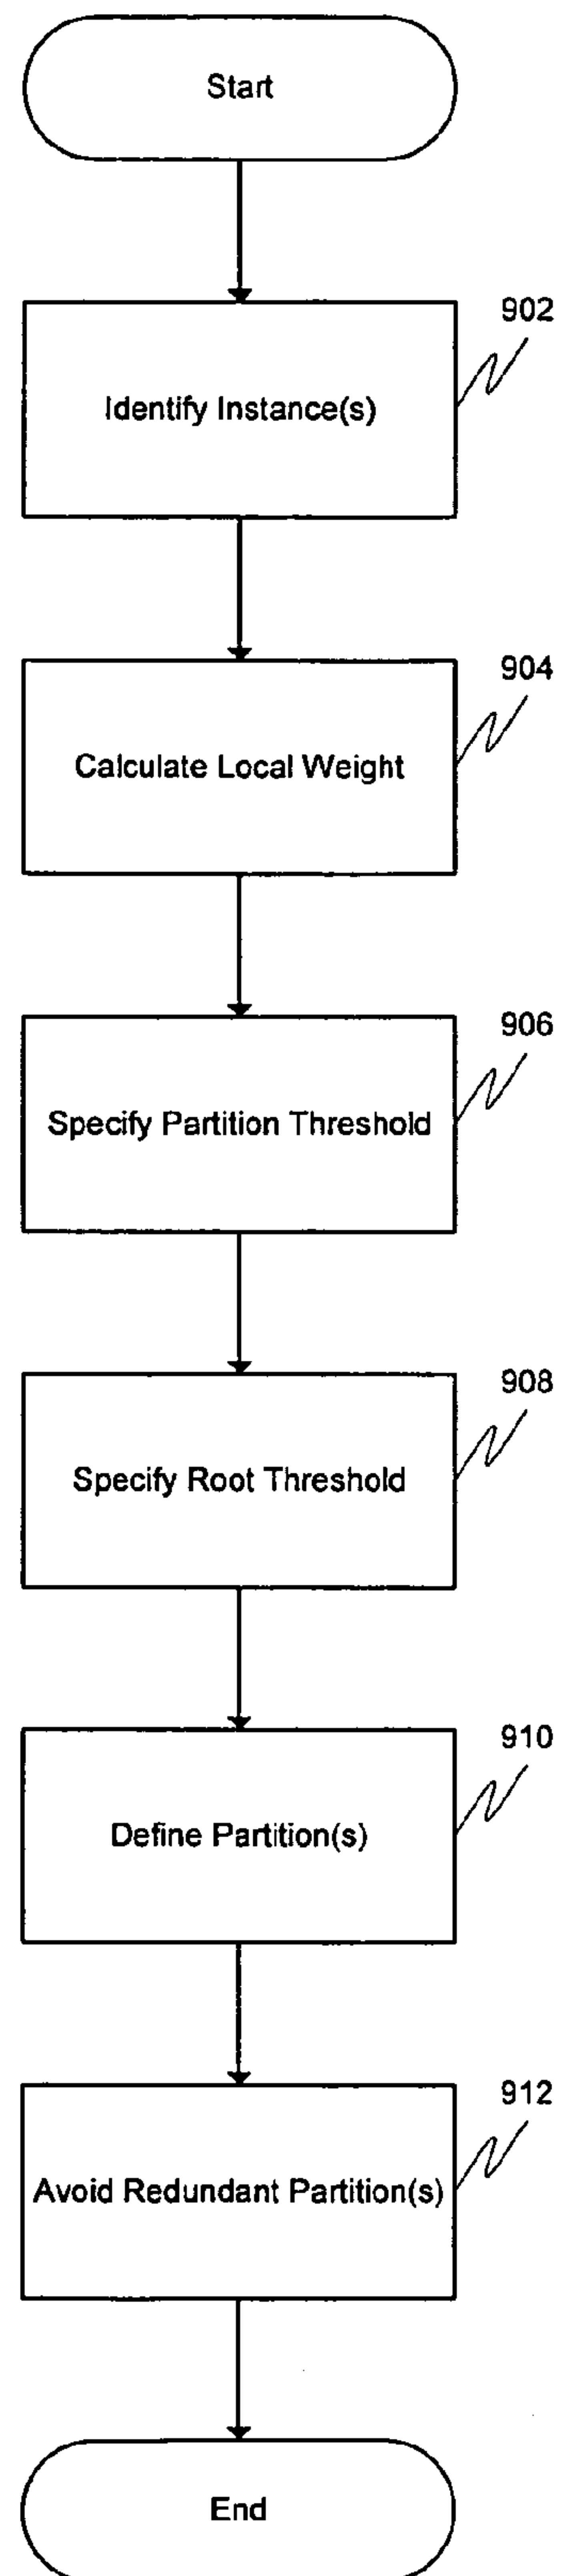 Start
902
Identify Instance(s)
904
Calculate Local Weight
906
Specify Partition Threshold
908
Specify Root Threshold
910
Define Partition(s)
912
Avoid Redundant Partition(s)
End